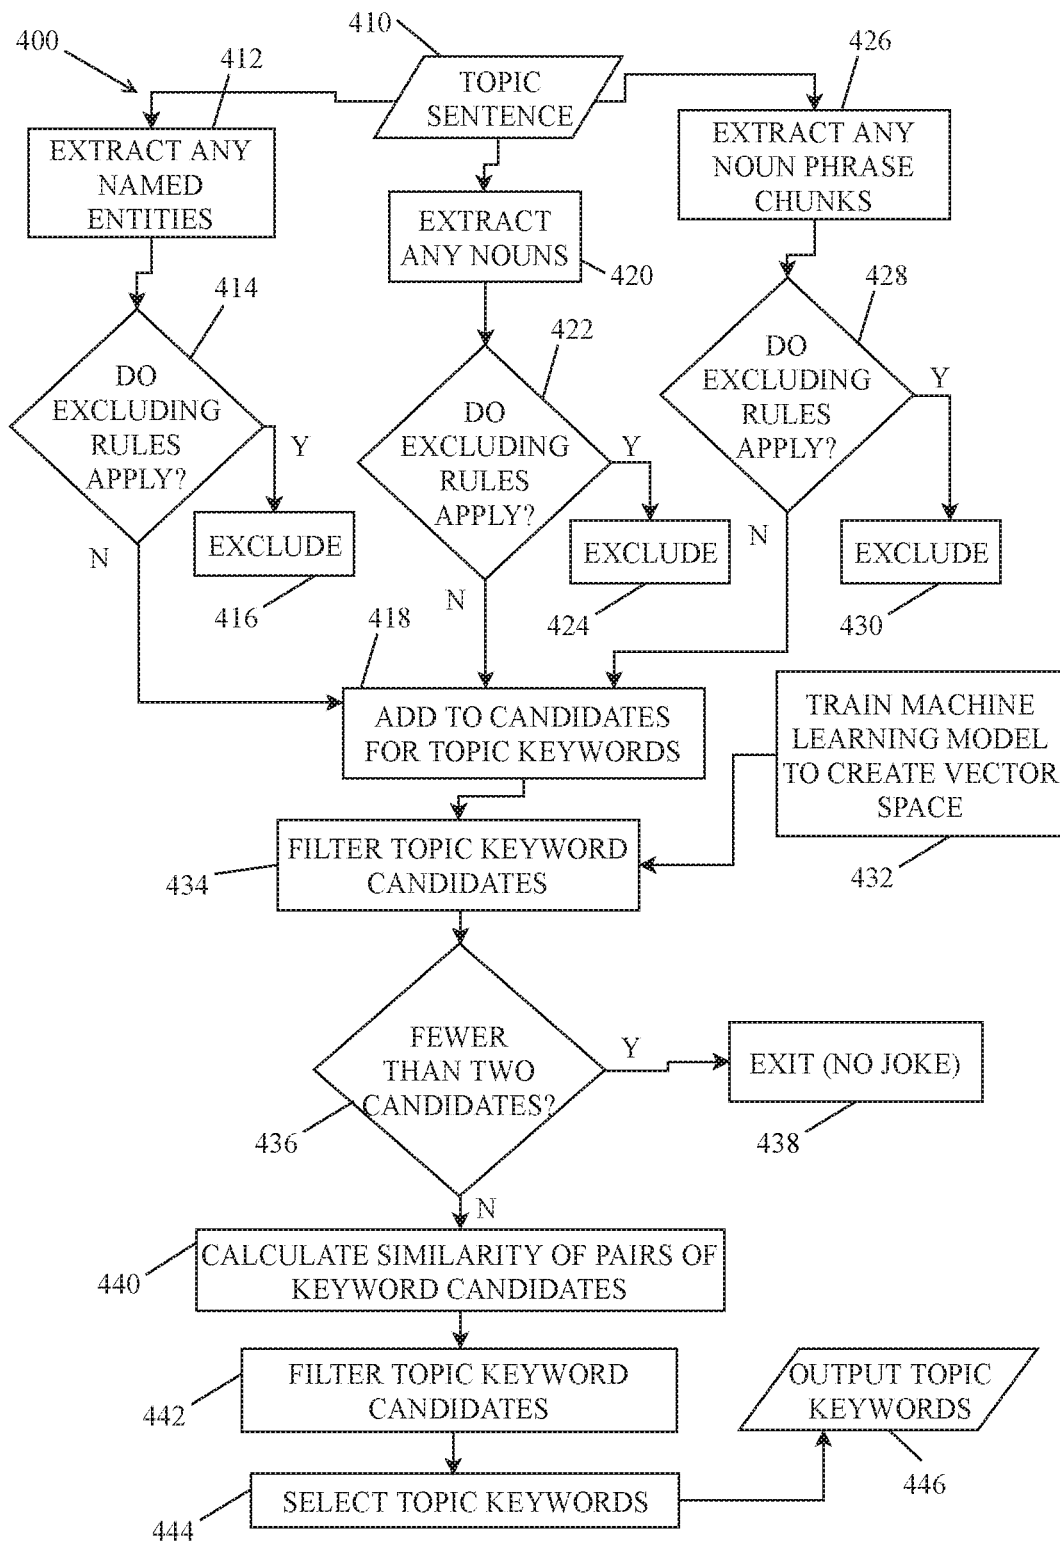 400
410
412
426
TOPIC
SENTENCE
EXTRACT ANY
NAMED
ENTITIES
EXTRACT ANY
NOUN PHRASE
CHUNKS
EXTRACT
ANY NOUNS
420
414
DO
EXCLUDING
RULES
APPLY?
Y
N
EXCLUDE
416
422
DO
EXCLUDING
RULES
APPLY?
Y
N
EXCLUDE
424
428
DO
EXCLUDING
RULES
APPLY?
Y
N
EXCLUDE
430
418
ADD TO CANDIDATES
FOR TOPIC KEYWORDS
TRAIN MACHINE
LEARNING MODEL
TO CREATE VECTOR
SPACE
432
FILTER TOPIC KEYWORD
CANDIDATES
434
FEWER
THAN TWO
CANDIDATES?
436
Y
EXIT (NO JOKE)
438
N
CALCULATE SIMILARITY OF PAIRS OF
KEYWORD CANDIDATES
440
FILTER TOPIC KEYWORD
CANDIDATES
442
SELECT TOPIC KEYWORDS
444
OUTPUT TOPIC
KEYWORDS
446